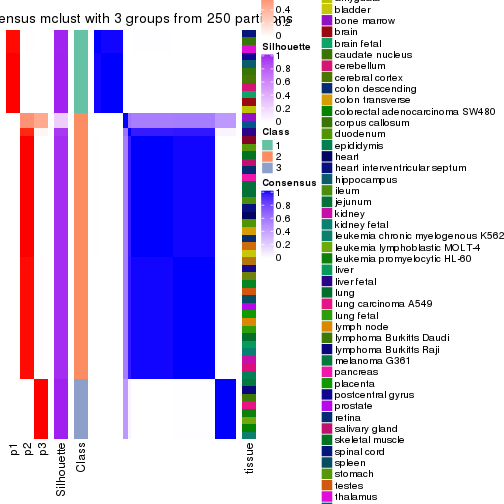 ensus mclust with 3 groups from 250 partitions
0.4
0.2
0
Silhouette
1
0.8
0.6
0.4
0.2
0
Class
1
2
3
Consensus
1
0.8
0.6
0.4
0.2
0
bladder
bone marrow
brain
brain fetal
caudate nucleus
cerebellum
cerebral cortex
colon descending
colon transverse
colorectal adenocarcinoma SW480
corpus callosum
duodenum
epididymis
heart
heart interventricular septum
hippocampus
ileum
jejunum
kidney
kidney fetal
leukemia chronic myelogenous K562
leukemia lymphoblastic MOLT-4
leukemia promyelocytic HL-60
liver
liver fetal
lung
lung carcinoma A549
lung fetal
lymph node
lymphoma Burkitts Daudi
lymphoma Burkitts Raji
melanoma G361
pancreas
placenta
postcentral gyrus
prostate
retina
salivary gland
skeletal muscle
spinal cord
spleen
stomach
testes
thalamus
p1
p2
p3
Silhouette
Class
tissue